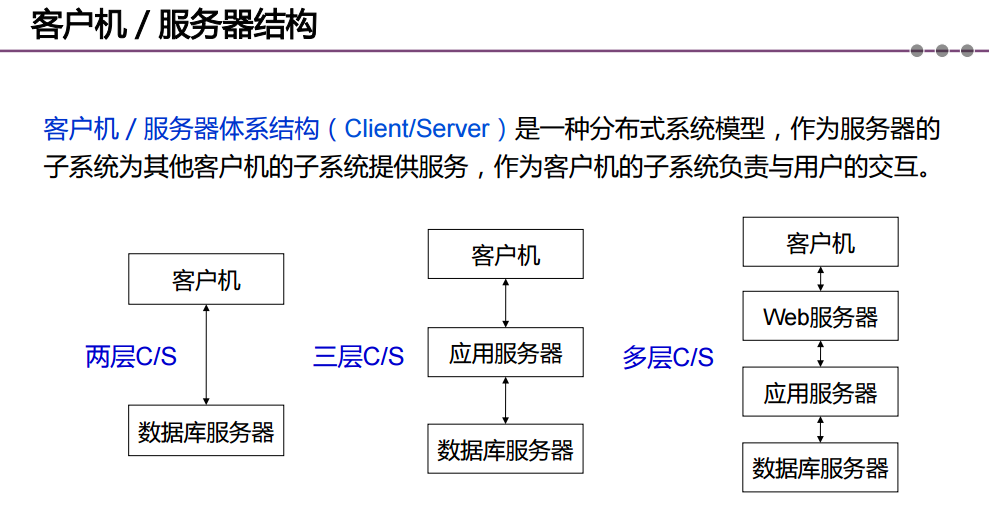 客户机／服务器结构
客户机／服务器体系结构（Client/Server）是一种分布式系统模型，作为服务器的
子系统为其他客户机的子系统提供服务，作为客户机的子系统负责与用户的交互。
客户机
两层C/S
数据库服务器
客户机
三层C/S
应用服务器
数据库服务器
客户机
Web服务器
多层C/S
应用服务器
数据库服务器